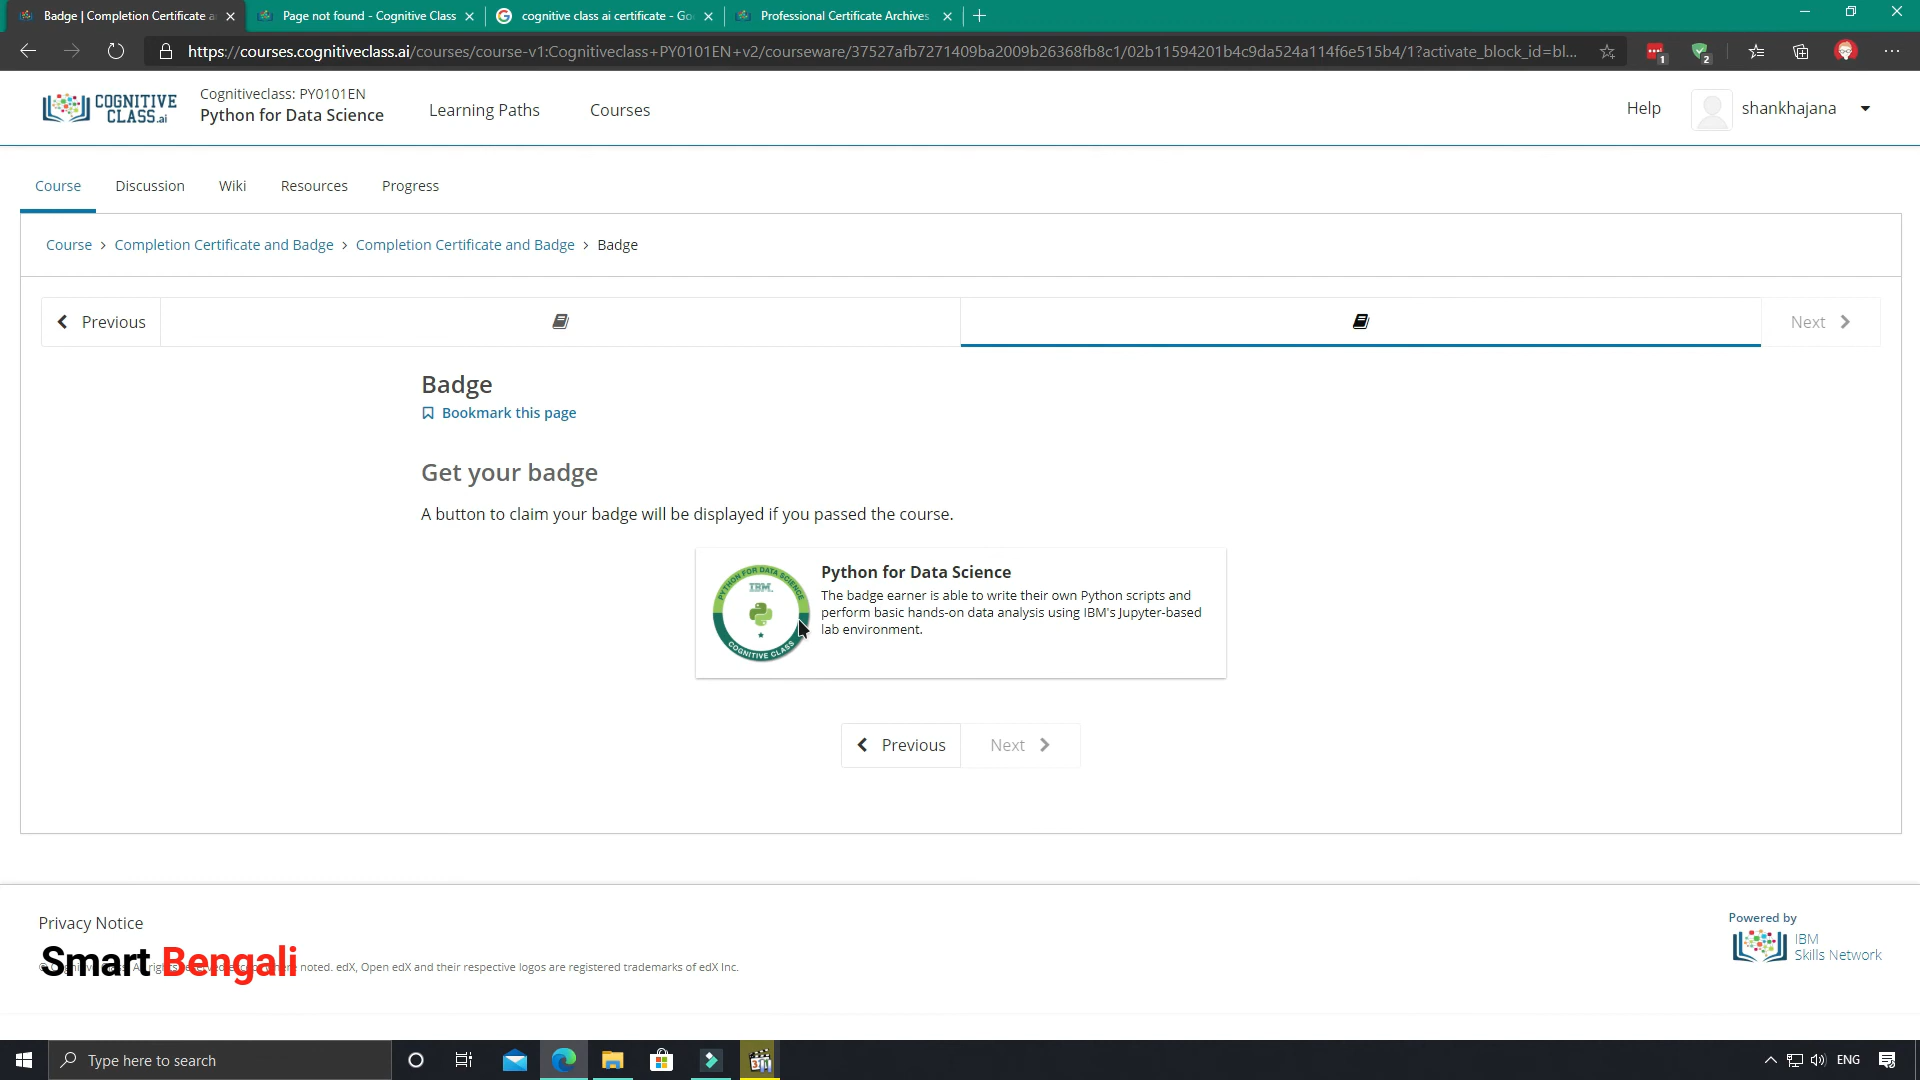 Badge | Completion Certificate a
Page not found - Cognitive Class
cognitive class ai certificate - Go
Professional Certificate Archives
https://courses.cognitiveclass.ai/courses/course-v1:Cognitiveclass+PY0101EN+v2/courseware/37527afb7271409ba2009b26368fb8c1/02b11594201b4c9da524a114f6e515b4/1?activate_block_id=bl...
1
2
COGNITIVE
CLASS.ai
Cognitiveclass: PY0101EN
Python for Data Science
Learning Paths
Courses
Help
shankhajana
Course
Discussion
Wiki
Resources
Progress
Course > Completion Certificate and Badge > Completion Certificate and Badge > Badge
Previous
Next
Badge
Bookmark this page
Get your badge
A button to claim your badge will be displayed if you passed the course.
PYTHON FOR DATA SCIENCE
IBM
COGNITIVE CLASS
Python for Data Science
The badge earner is able to write their own Python scripts and
perform basic hands-on data analysis using IBM's Jupyter-based
lab environment.
Previous
Next
Privacy Notice
Smart Bengali
noted. edX, Open edX and their respective logos are registered trademarks of edX Inc.
Powered by
IBM
Skills Network
Type here to search
ENG